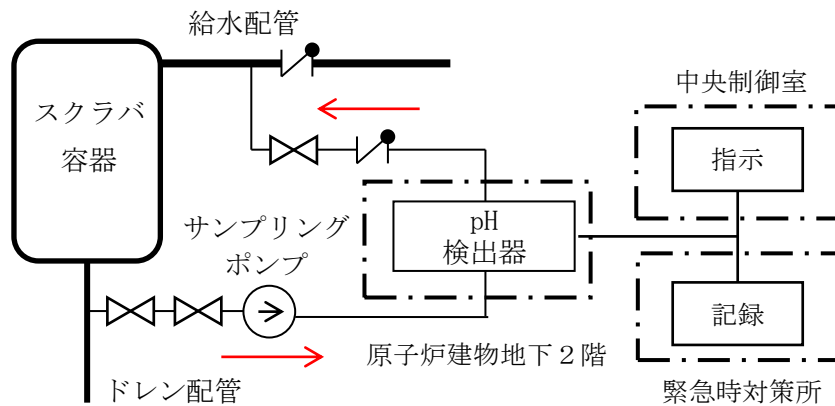 給水配管
スクラバ
容器
中央制御室
指示
サンプリング
ポンプ
pH
検出器
記録
原子炉建物地下２階
ドレン配管
緊急時対策所